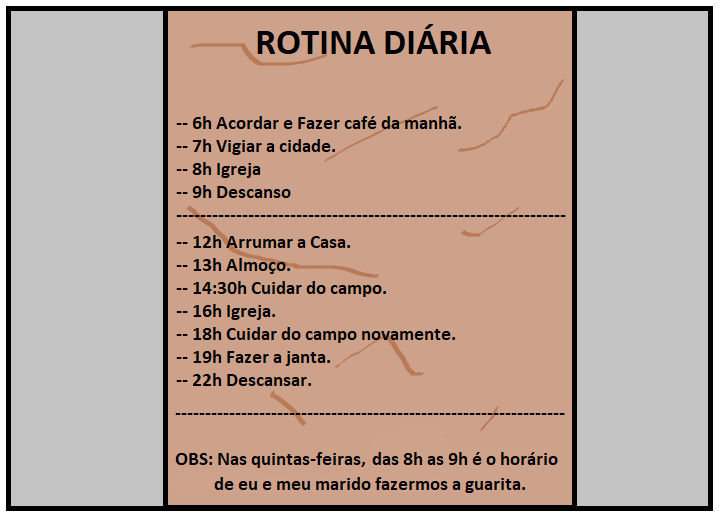 ROTINA DIÁRIA
-- 6h Acordar e Fazer café da manhã.
-- 7h Vigiar a cidade.
-- 8h Igreja
-- 9h Descanso
-----------------------------------------------------------------
-- 12h Arrumar a Casa.
-- 13h Almoço.
-- 14:30h Cuidar do campo.
-- 16h Igreja.
-- 18h Cuidar do campo novamente.
-- 19h Fazer a janta.
-- 22h Descansar.
-----------------------------------------------------------------
OBS: Nas quintas-feiras, das 8h as 9h é o horário
de eu e meu marido fazermos a guarita.